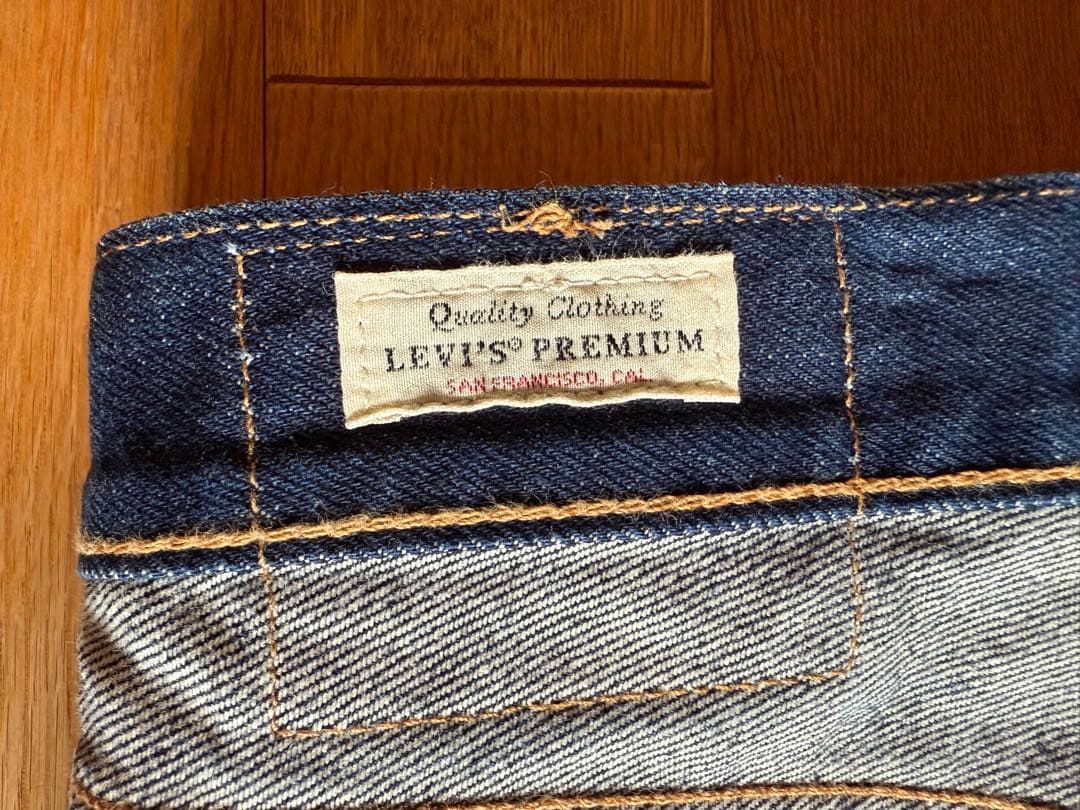 Quality Clothing
LEVI'S® PREMIUM
SAN FRANCISCO, CAL